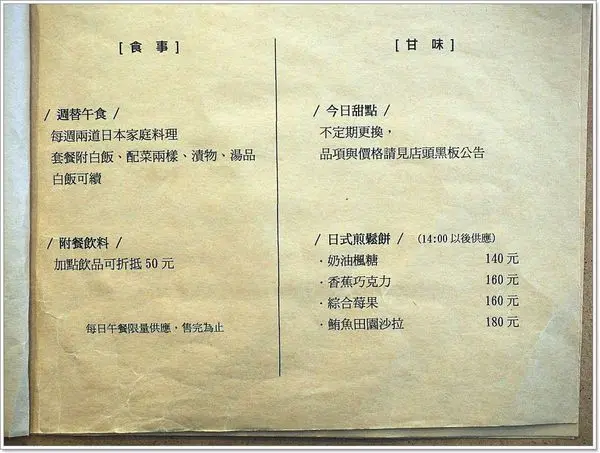 [ 食 事 ]
/ 週替午食 /
每週兩道日本家庭料理
套餐附白飯、配菜兩樣、漬物、湯品
白飯可續
/ 附餐飲料 /
加點飲品可折抵 50 元
每日午餐限量供應，售完為止
[ 甘 味 ]
/ 今日甜點 /
不定期更換，
品項與價格請見店頭黑板公告
/ 日式煎鬆餅 / (14:00 以後供應)
·奶油楓糖 140 元
·香蕉巧克力 160 元
·綜合莓果 160 元
·鮪魚田園沙拉 180 元